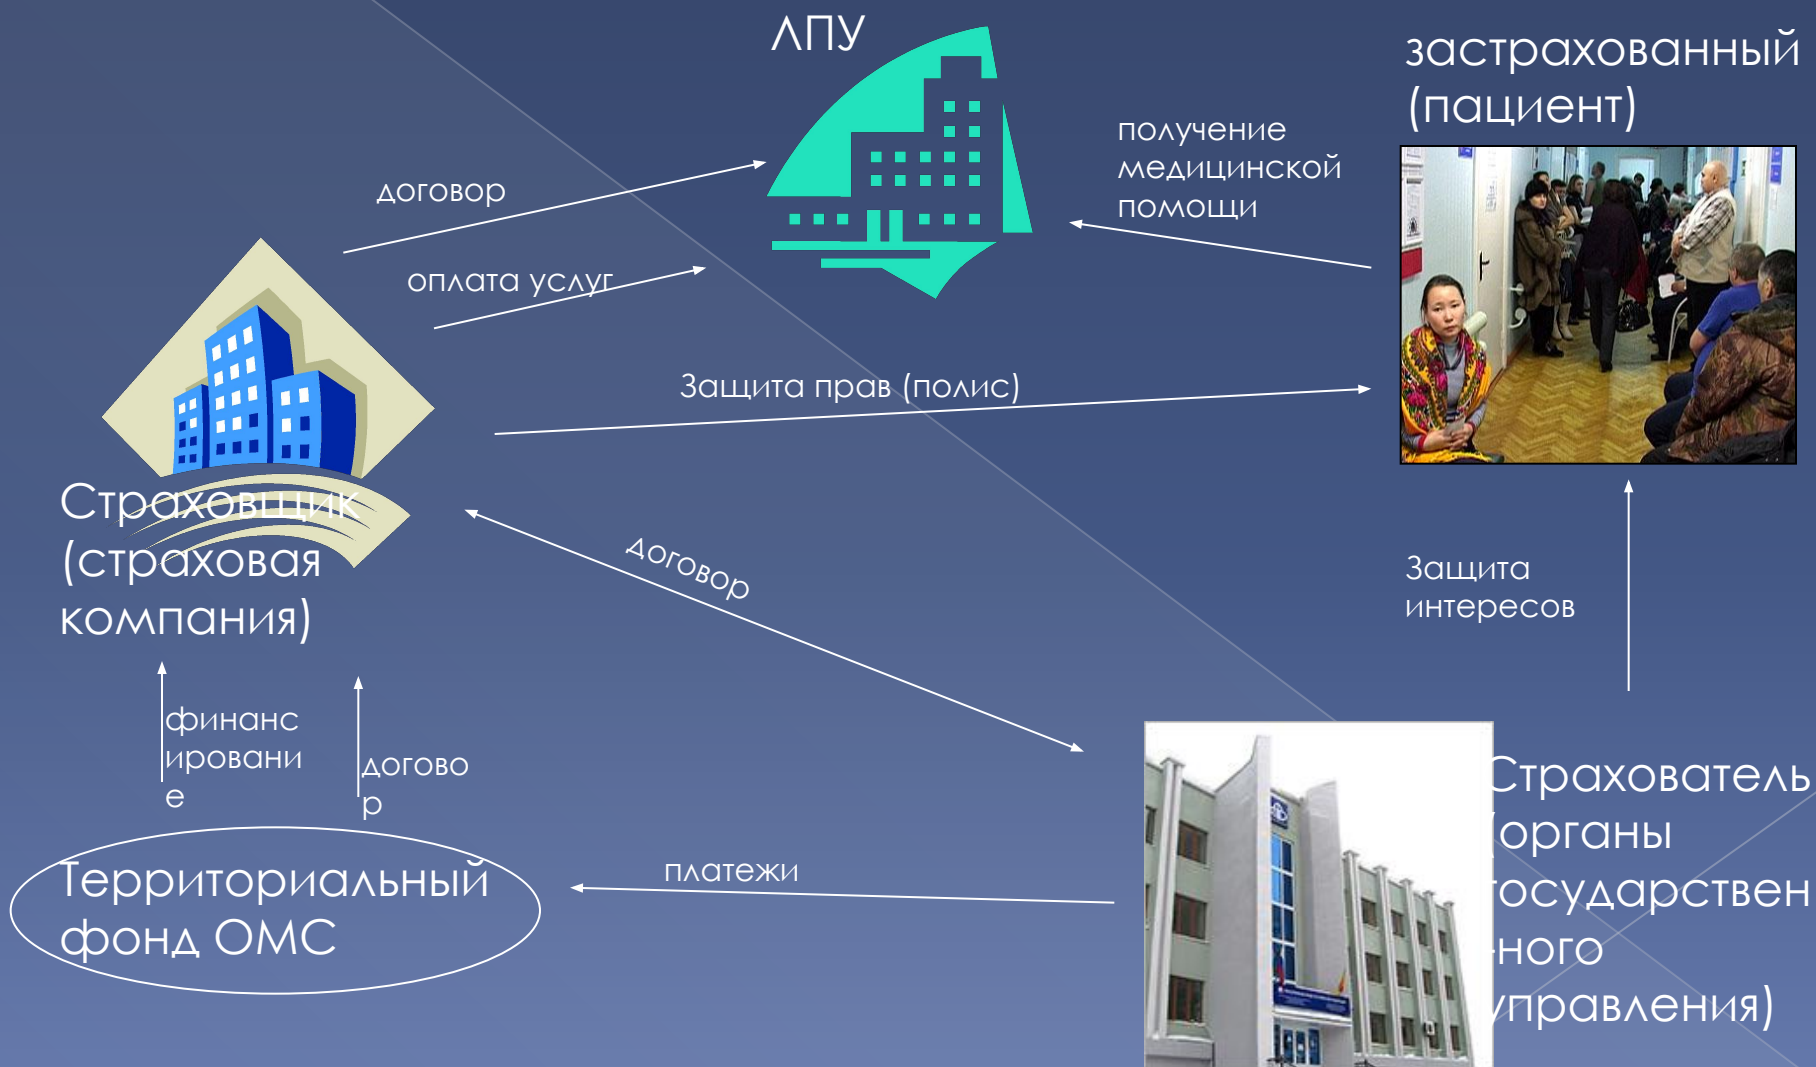 ЛПУ
застрахованный
(пациент)
получение
медицинской
помощи
договор
оплата услуг
Защита прав (полис)
Страховщик
(страховая
компания)
договор
Защита
интересов
финанс
ировани
е
догово
р
Территориальный
фонд ОМС
платежи
Страхователь
(органы
государствен
ного
управления)